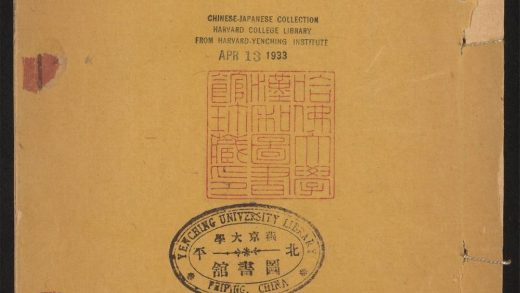 CHINESE-JAPANESE COLLECTION
HARVARD COLLEGE LIBRARY
FROM HARVARD-YENCHING INSTITUTE
APR 13 1933
哈佛大學
漢和圖書
館珍藏印
YENCHING UNIVERSITY LIBRARY
燕京大學
北平
圖書館
PEIPING, CHINA